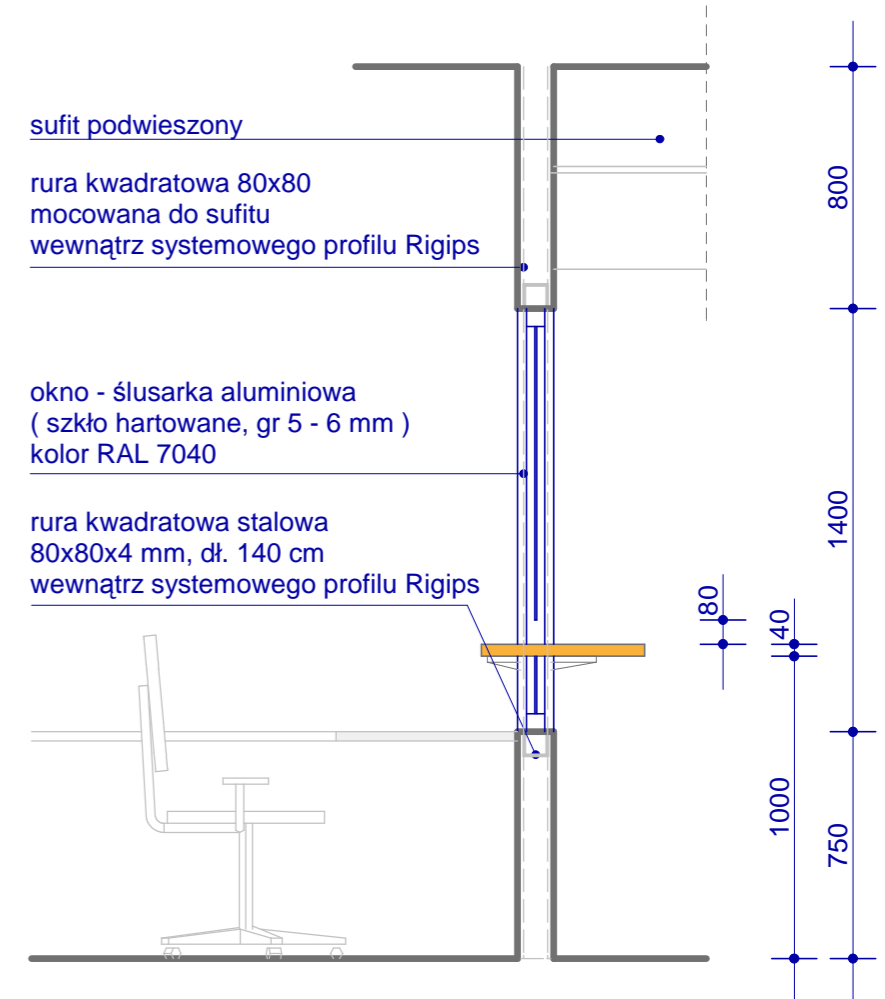 sufit podwieszony
rura kwadratowa 80x80
mocowana do sufitu
wewnątrz systemowego profilu Rigips
okno - ślusarka aluminiowa
( szkło hartowane, gr 5 - 6 mm )
kolor RAL 7040
rura kwadratowa stalowa
80x80x4 mm, dł. 140 cm
wewnątrz systemowego profilu Rigips
800
1400
80
40
1000
750